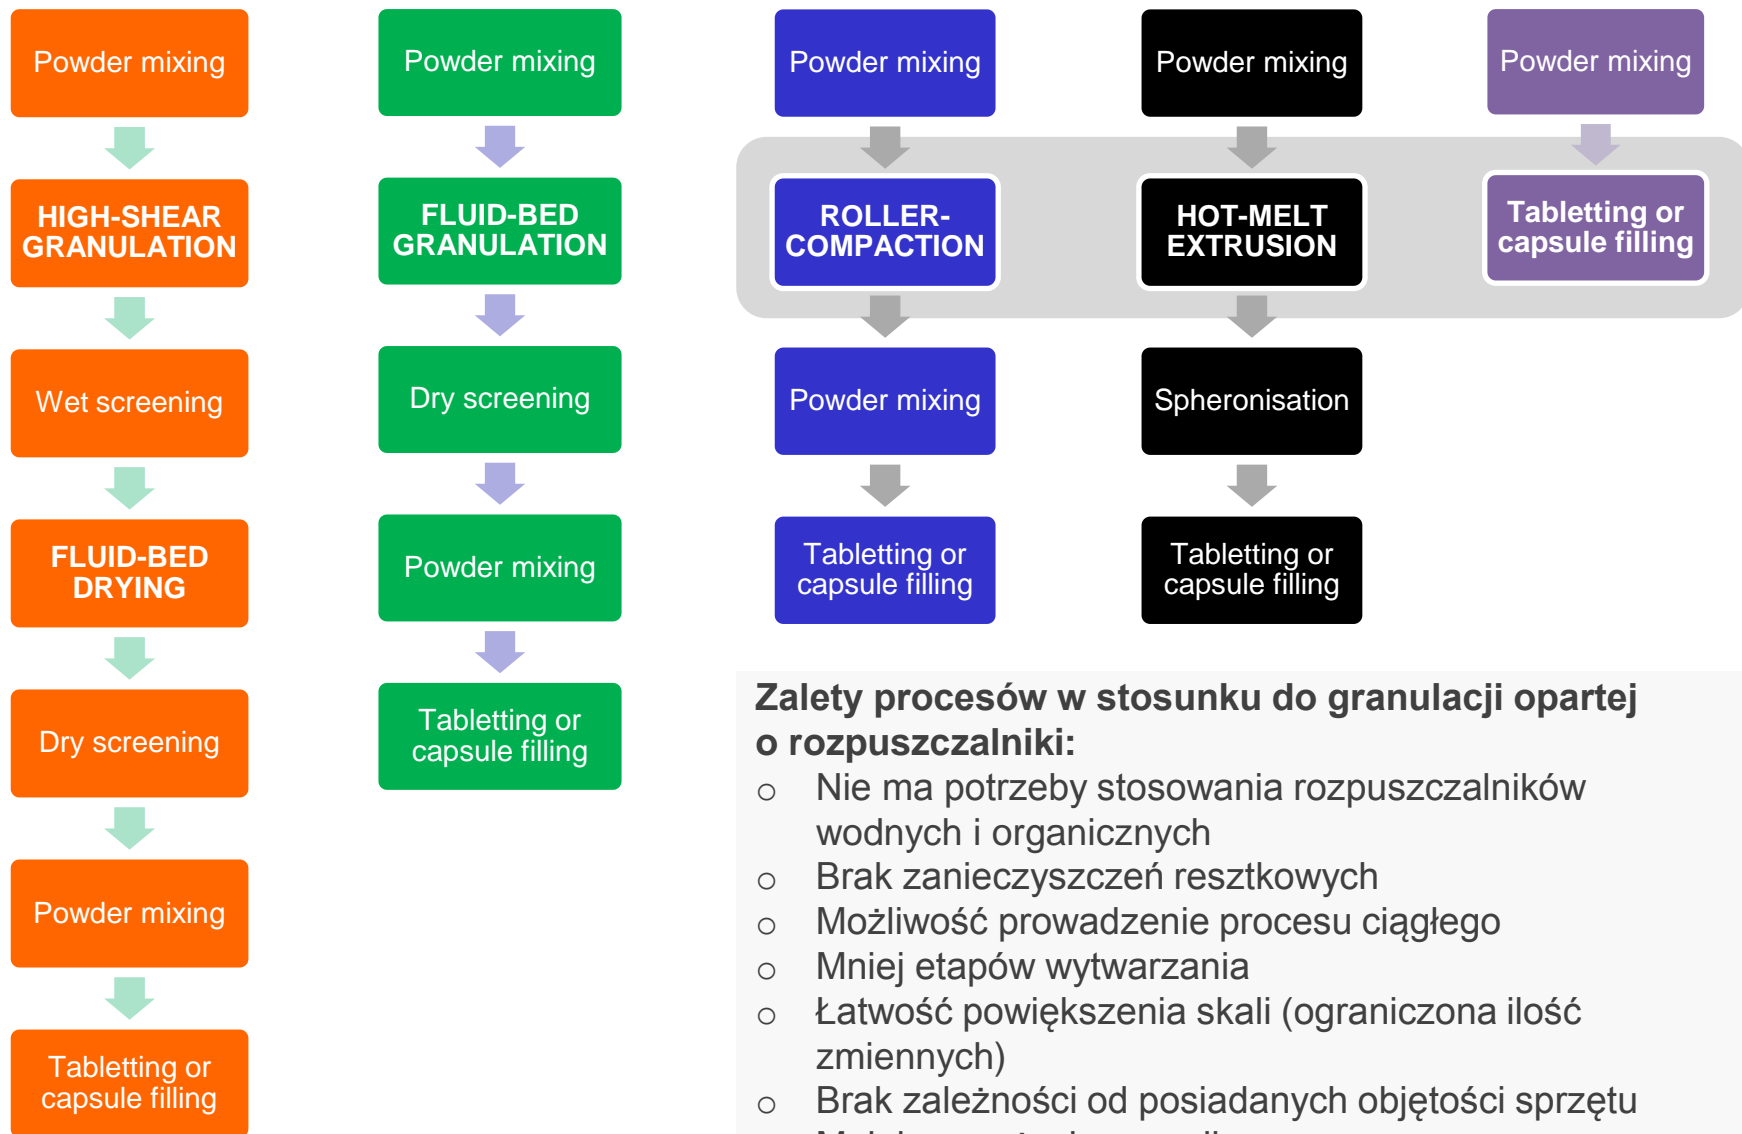 Powder mixing
HIGH-SHEAR
GRANULATION
Wet screening
FLUID-BED
DRYING
Dry screening
Powder mixing
Tabletting or
capsule filling
Powder mixing
FLUID-BED
GRANULATION
Dry screening
Powder mixing
Tabletting or
capsule filling
Powder mixing
ROLLER-
COMPACTION
Powder mixing
Tabletting or
capsule filling
Powder mixing
HOT-MELT
EXTRUSION
Spheronisation
Tabletting or
capsule filling
Powder mixing
Tabletting or
capsule filling
Zalety procesów w stosunku do granulacji opartej
o rozpuszczalniki:
o Nie ma potrzeby stosowania rozpuszczalników
wodnych i organicznych
o Brak zanieczyszczeń resztkowych
o Możliwość prowadzenie procesu ciągłego
o Mniej etapów wytwarzania
o Łatwość powiększenia skali (ograniczona ilość
zmiennych)
o Brak zależności od posiadanych objętości sprzętu